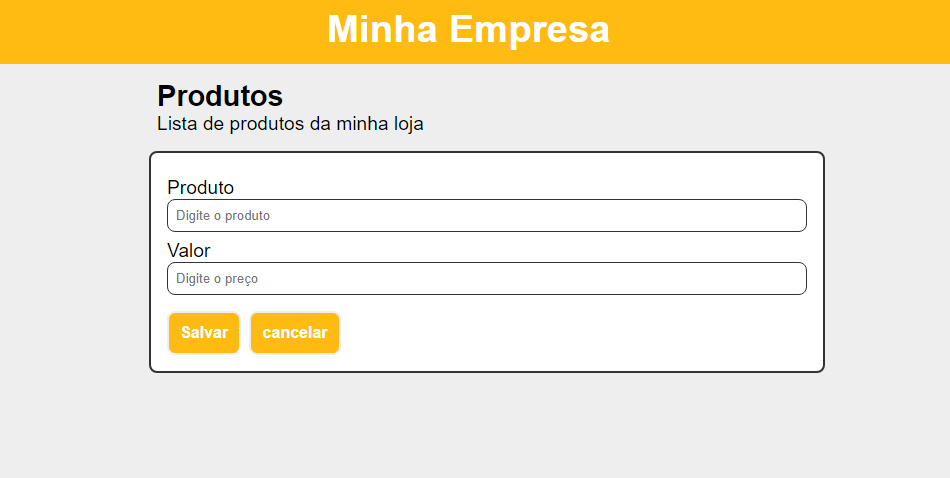 Minha Empresa
Produtos
Lista de produtos da minha loja
Produto
Digite o produto
Valor
Digite o preço
Salvar cancelar